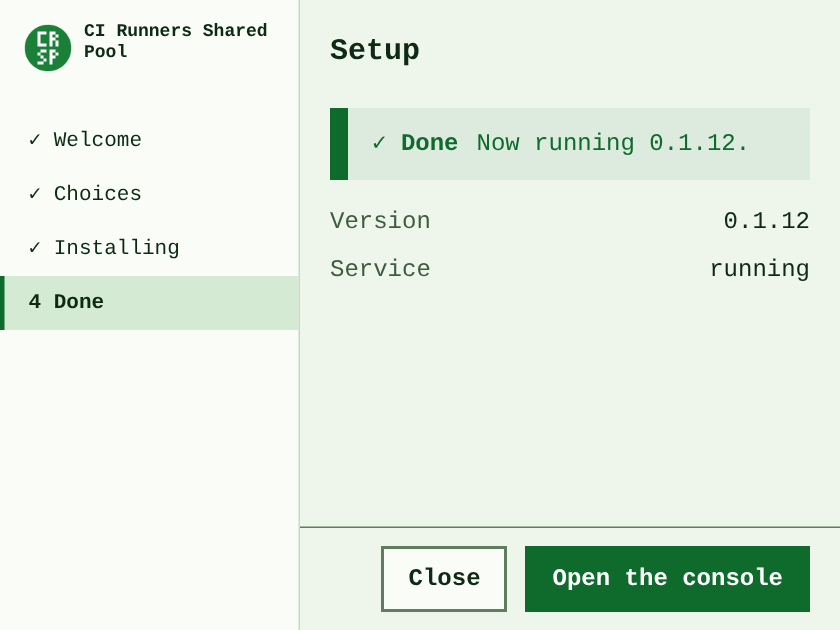 CI Runners Shared
Pool
✓ Welcome
✓ Choices
✓ Installing
4 Done
Setup
✓ Done Now running 0.1.12.
Version 0.1.12
Service running
Close Open the console